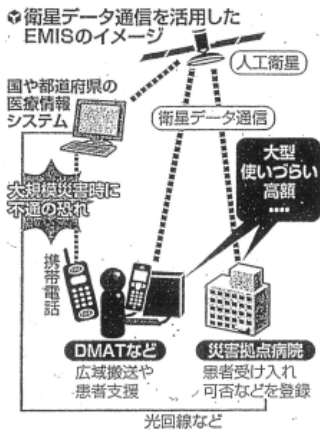 衛星データ通信を活用した
EMISのイメージ
人工衛星
国や都道府県の
医療情報
システム
衛星データ通信
大型
使いづらい
高額
••••
大規模災害時に
不通の恐れ
携帯電話
DMATなど
広域搬送や
患者支援
災害拠点病院
患者受け入れ
可否などを登録
光回線など